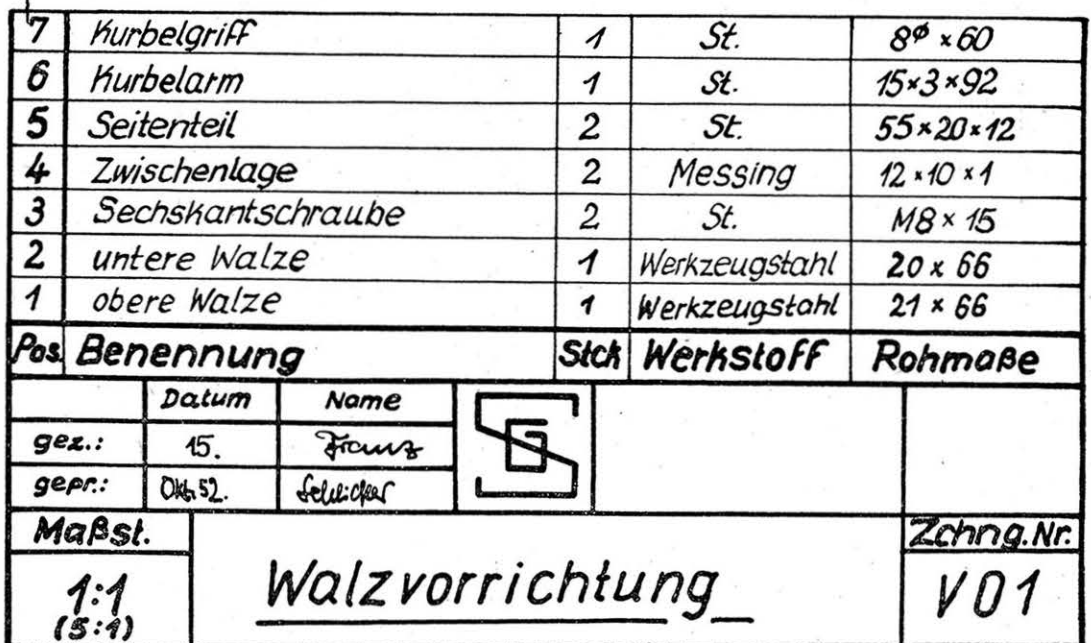 7 Kurbelgriff 1 St. 8ø × 60
6 Kurbelarm 1 St. 15×3×92
5 Seitenteil 2 St. 55×20×12
4 Zwischenlage 2 Messing 12×10×1
3 Sechskantschraube 2 St. M8×15
2 untere Walze 1 Werkzeugstahl 20 x 66
1 obere Walze 1 Werkzeugstahl 21 × 66
Pos. Benennung Stck Werkstoff Rohmaße
Datum Name
gez.: 15. Franz
gepr.: Okt. 52.
Maßst. Zchng.Nr.
1:1 Walzvorrichtung V01
(5:1)